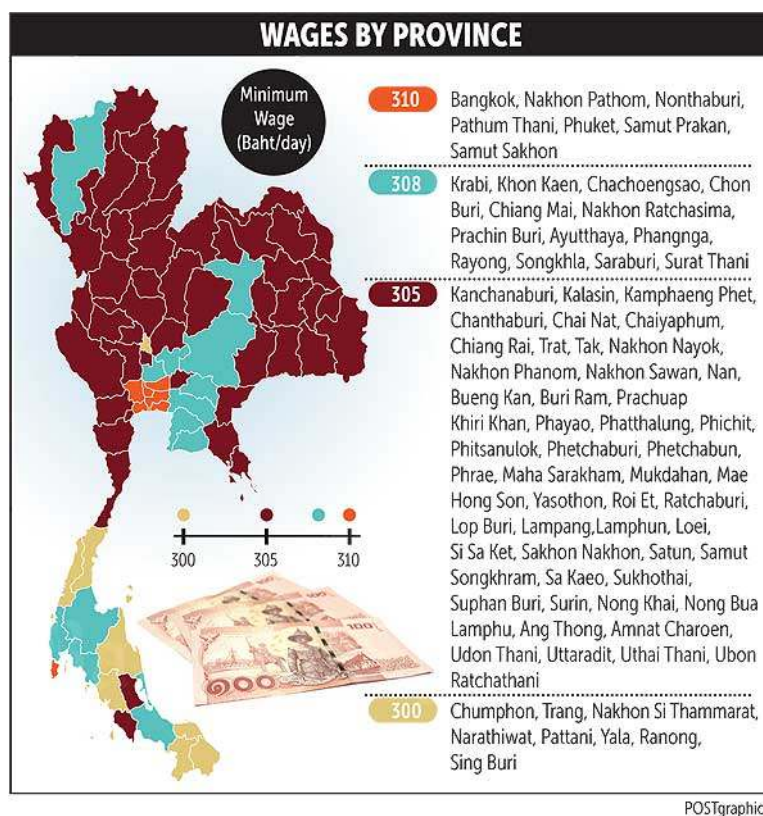 WAGES BY PROVINCE
Minimum
Wage
(Baht/day)
310
Bangkok, Nakhon Pathom, Nonthaburi,
Pathum Thani, Phuket, Samut Prakan,
Samut Sakhon
308
Krabi, Khon Kaen, Chachoengsao, Chon
Buri, Chiang Mai, Nakhon Ratchasima,
Prachin Buri, Ayutthaya, Phangnga,
Rayong, Songkhla, Saraburi, Surat Thani
305
Kanchanaburi, Kalasin, Kamphaeng Phet,
Chanthaburi, Chai Nat, Chaiyaphum,
Chiang Rai, Trat, Tak, Nakhon Nayok,
Nakhon Phanom, Nakhon Sawan, Nan,
Bueng Kan, Buri Ram, Prachuap
Khiri Khan, Phayao, Phatthalung, Phichit,
Phitsanulok, Phetchaburi, Phetchabun,
Phrae, Maha Sarakham, Mukdahan, Mae
Hong Son, Yasothon, Roi Et, Ratchaburi,
Lop Buri, Lampang,Lamphun, Loei,
Si Sa Ket, Sakhon Nakhon, Satun, Samut
Songkhram, Sa Kaeo, Sukhothai,
Suphan Buri, Surin, Nong Khai, Nong Bua
Lamphu, Ang Thong, Amnat Charoen,
Udon Thani, Uttaradit, Uthai Thani, Ubon
Ratchathani
300
Chumphon, Trang, Nakhon Si Thammarat,
Narathiwat, Pattani, Yala, Ranong,
Sing Buri
300 305 310
100
๑๐๐
POSTgraphics